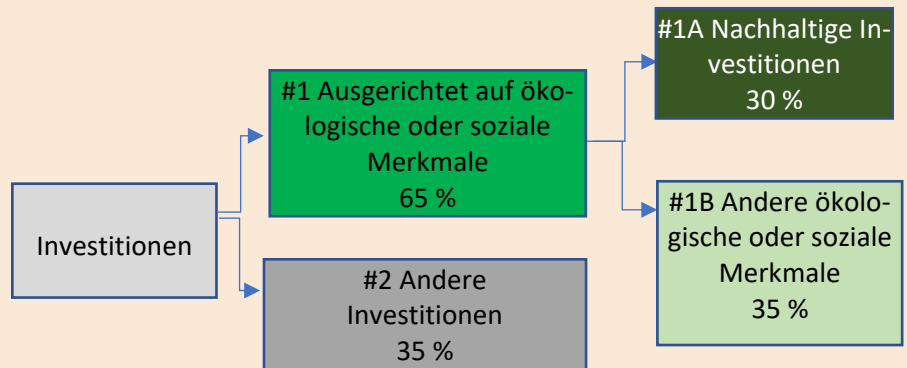 #1A Nachhaltige In-
vestitionen
30 %
#1 Ausgerichtet auf öko-
logische oder soziale
Merkmale
65 %
#1B Andere ökolo-
gische oder soziale
Merkmale
35 %
Investitionen
#2 Andere
Investitionen
35 %